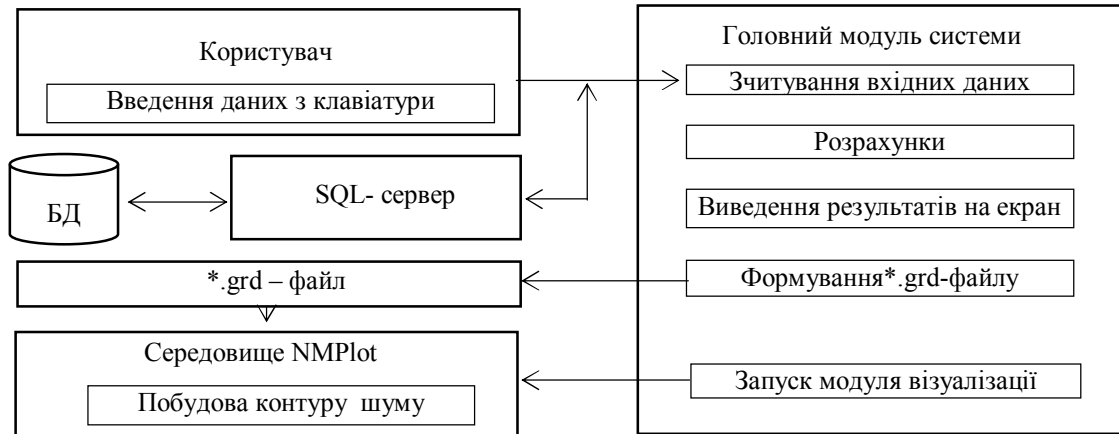 Користувач
Введення даних з клавіатури
БД
SQL- сервер
*.grd – файл
Середовище NMPlot
Побудова контуру шуму
Головний модуль системи
Зчитування вхідних даних
Розрахунки
Виведення результатів на екран
Формування*.grd-файлу
Запуск модуля візуалізації